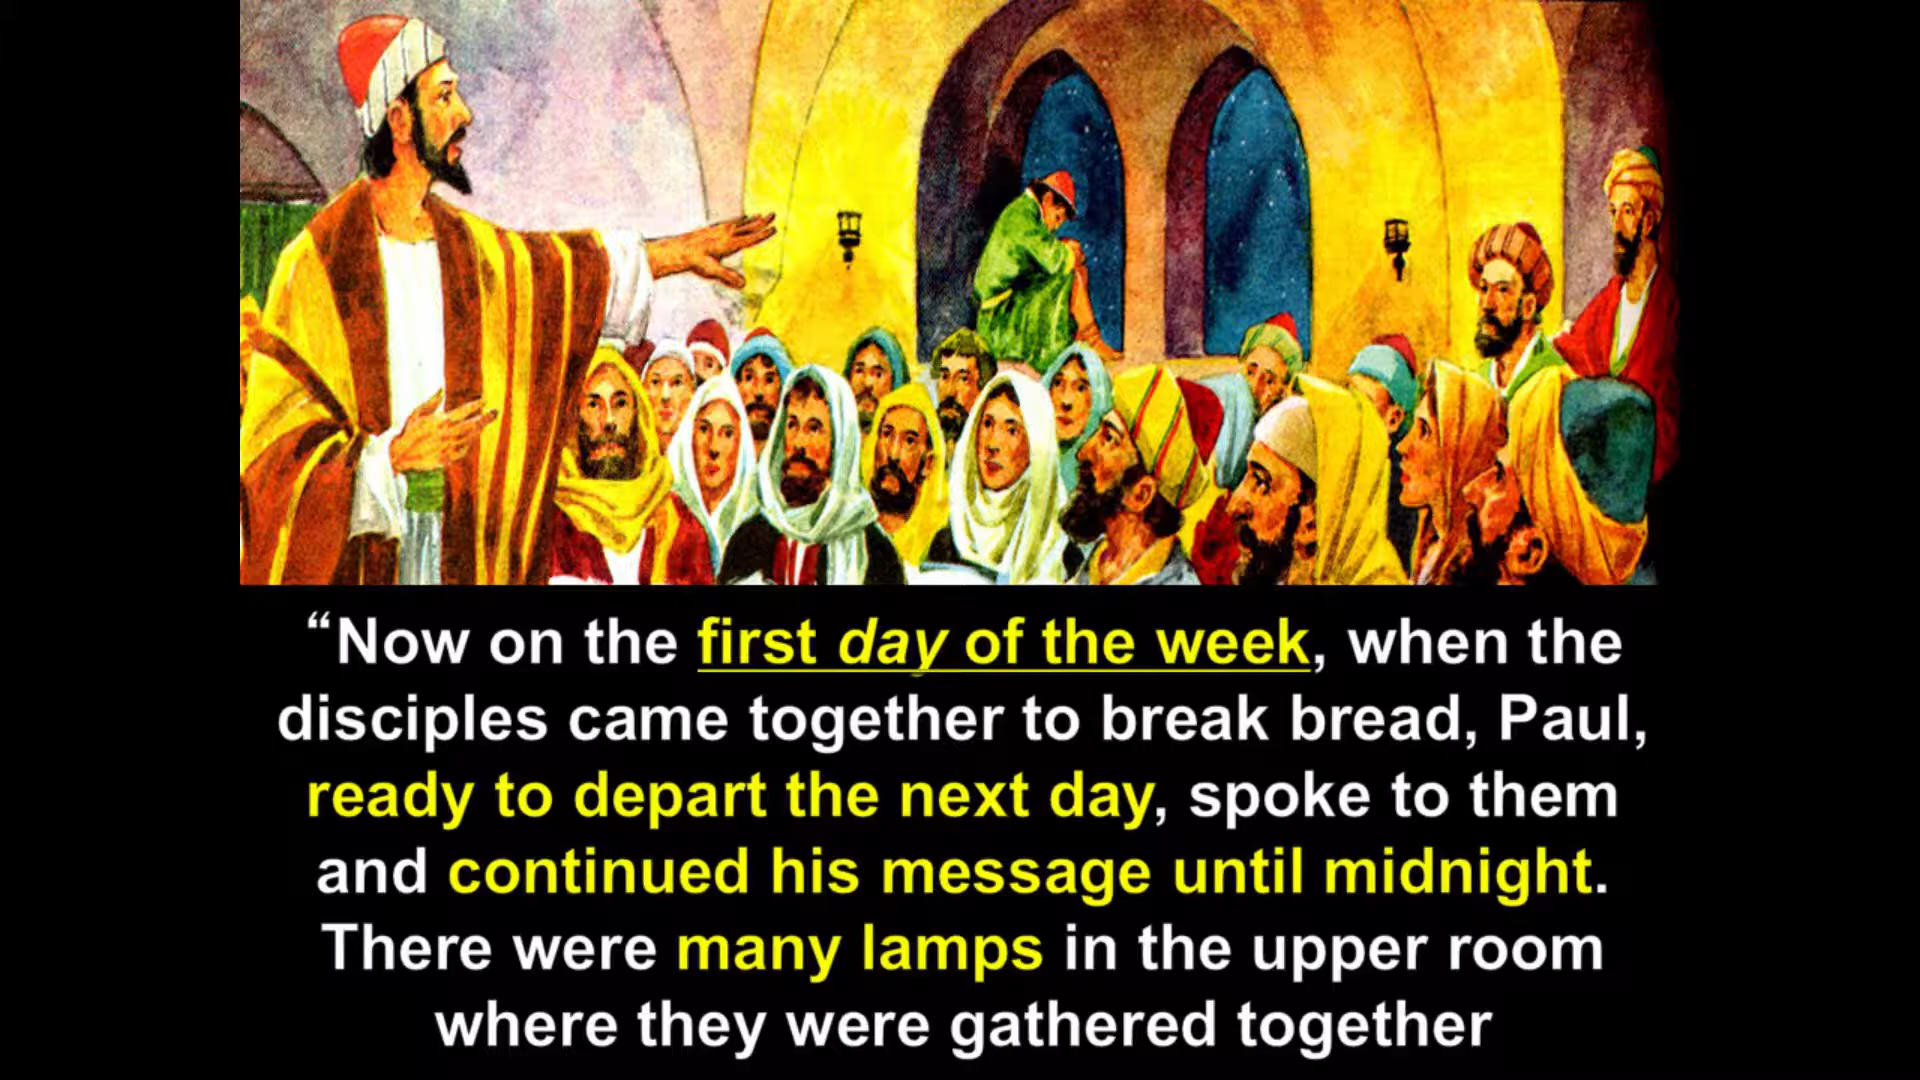 “Now on the first day of the week, when the
disciples came together to break bread, Paul,
ready to depart the next day, spoke to them
and continued his message until midnight.
There were many lamps in the upper room
where they were gathered together